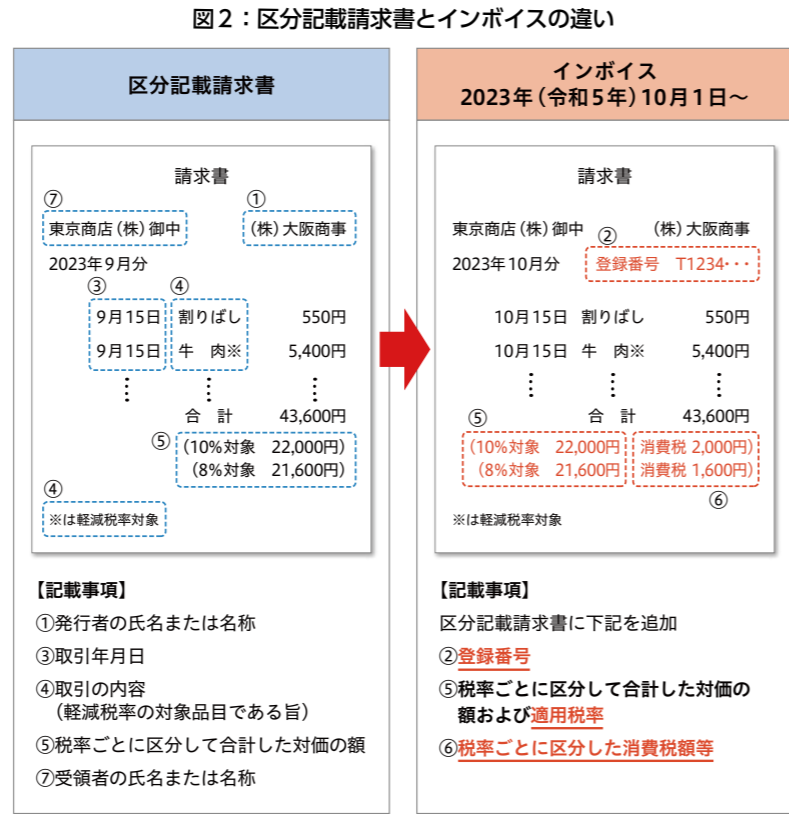 図2：区分記載請求書とインボイスの違い
区分記載請求書
請求書
⑦ ①
東京商店（株）御中 （株）大阪商事
2023年9月分
③ ④
9月15日 割りばし 550円
9月15日 牛　肉※ 5,400円
⋮ ⋮ ⋮
合　計 43,600円
⑤ （10%対象 22,000円）
（8%対象 21,600円）
④
※は軽減税率対象
【記載事項】
①発行者の氏名または名称
③取引年月日
④取引の内容
（軽減税率の対象品目である旨）
⑤税率ごとに区分して合計した対価の額
⑦受領者の氏名または名称
インボイス
2023年（令和5年）10月1日～
請求書
東京商店（株）御中 （株）大阪商事
②
2023年10月分 登録番号 T1234･･･
10月15日 割りばし 550円
10月15日 牛　肉※ 5,400円
⋮ ⋮ ⋮
⑤ 合　計 43,600円
（10%対象 22,000円 消費税 2,000円）
（8%対象 21,600円 消費税 1,600円）
⑥
※は軽減税率対象
【記載事項】
区分記載請求書に下記を追加
②登録番号
⑤税率ごとに区分して合計した対価の
額および適用税率
⑥税率ごとに区分した消費税額等